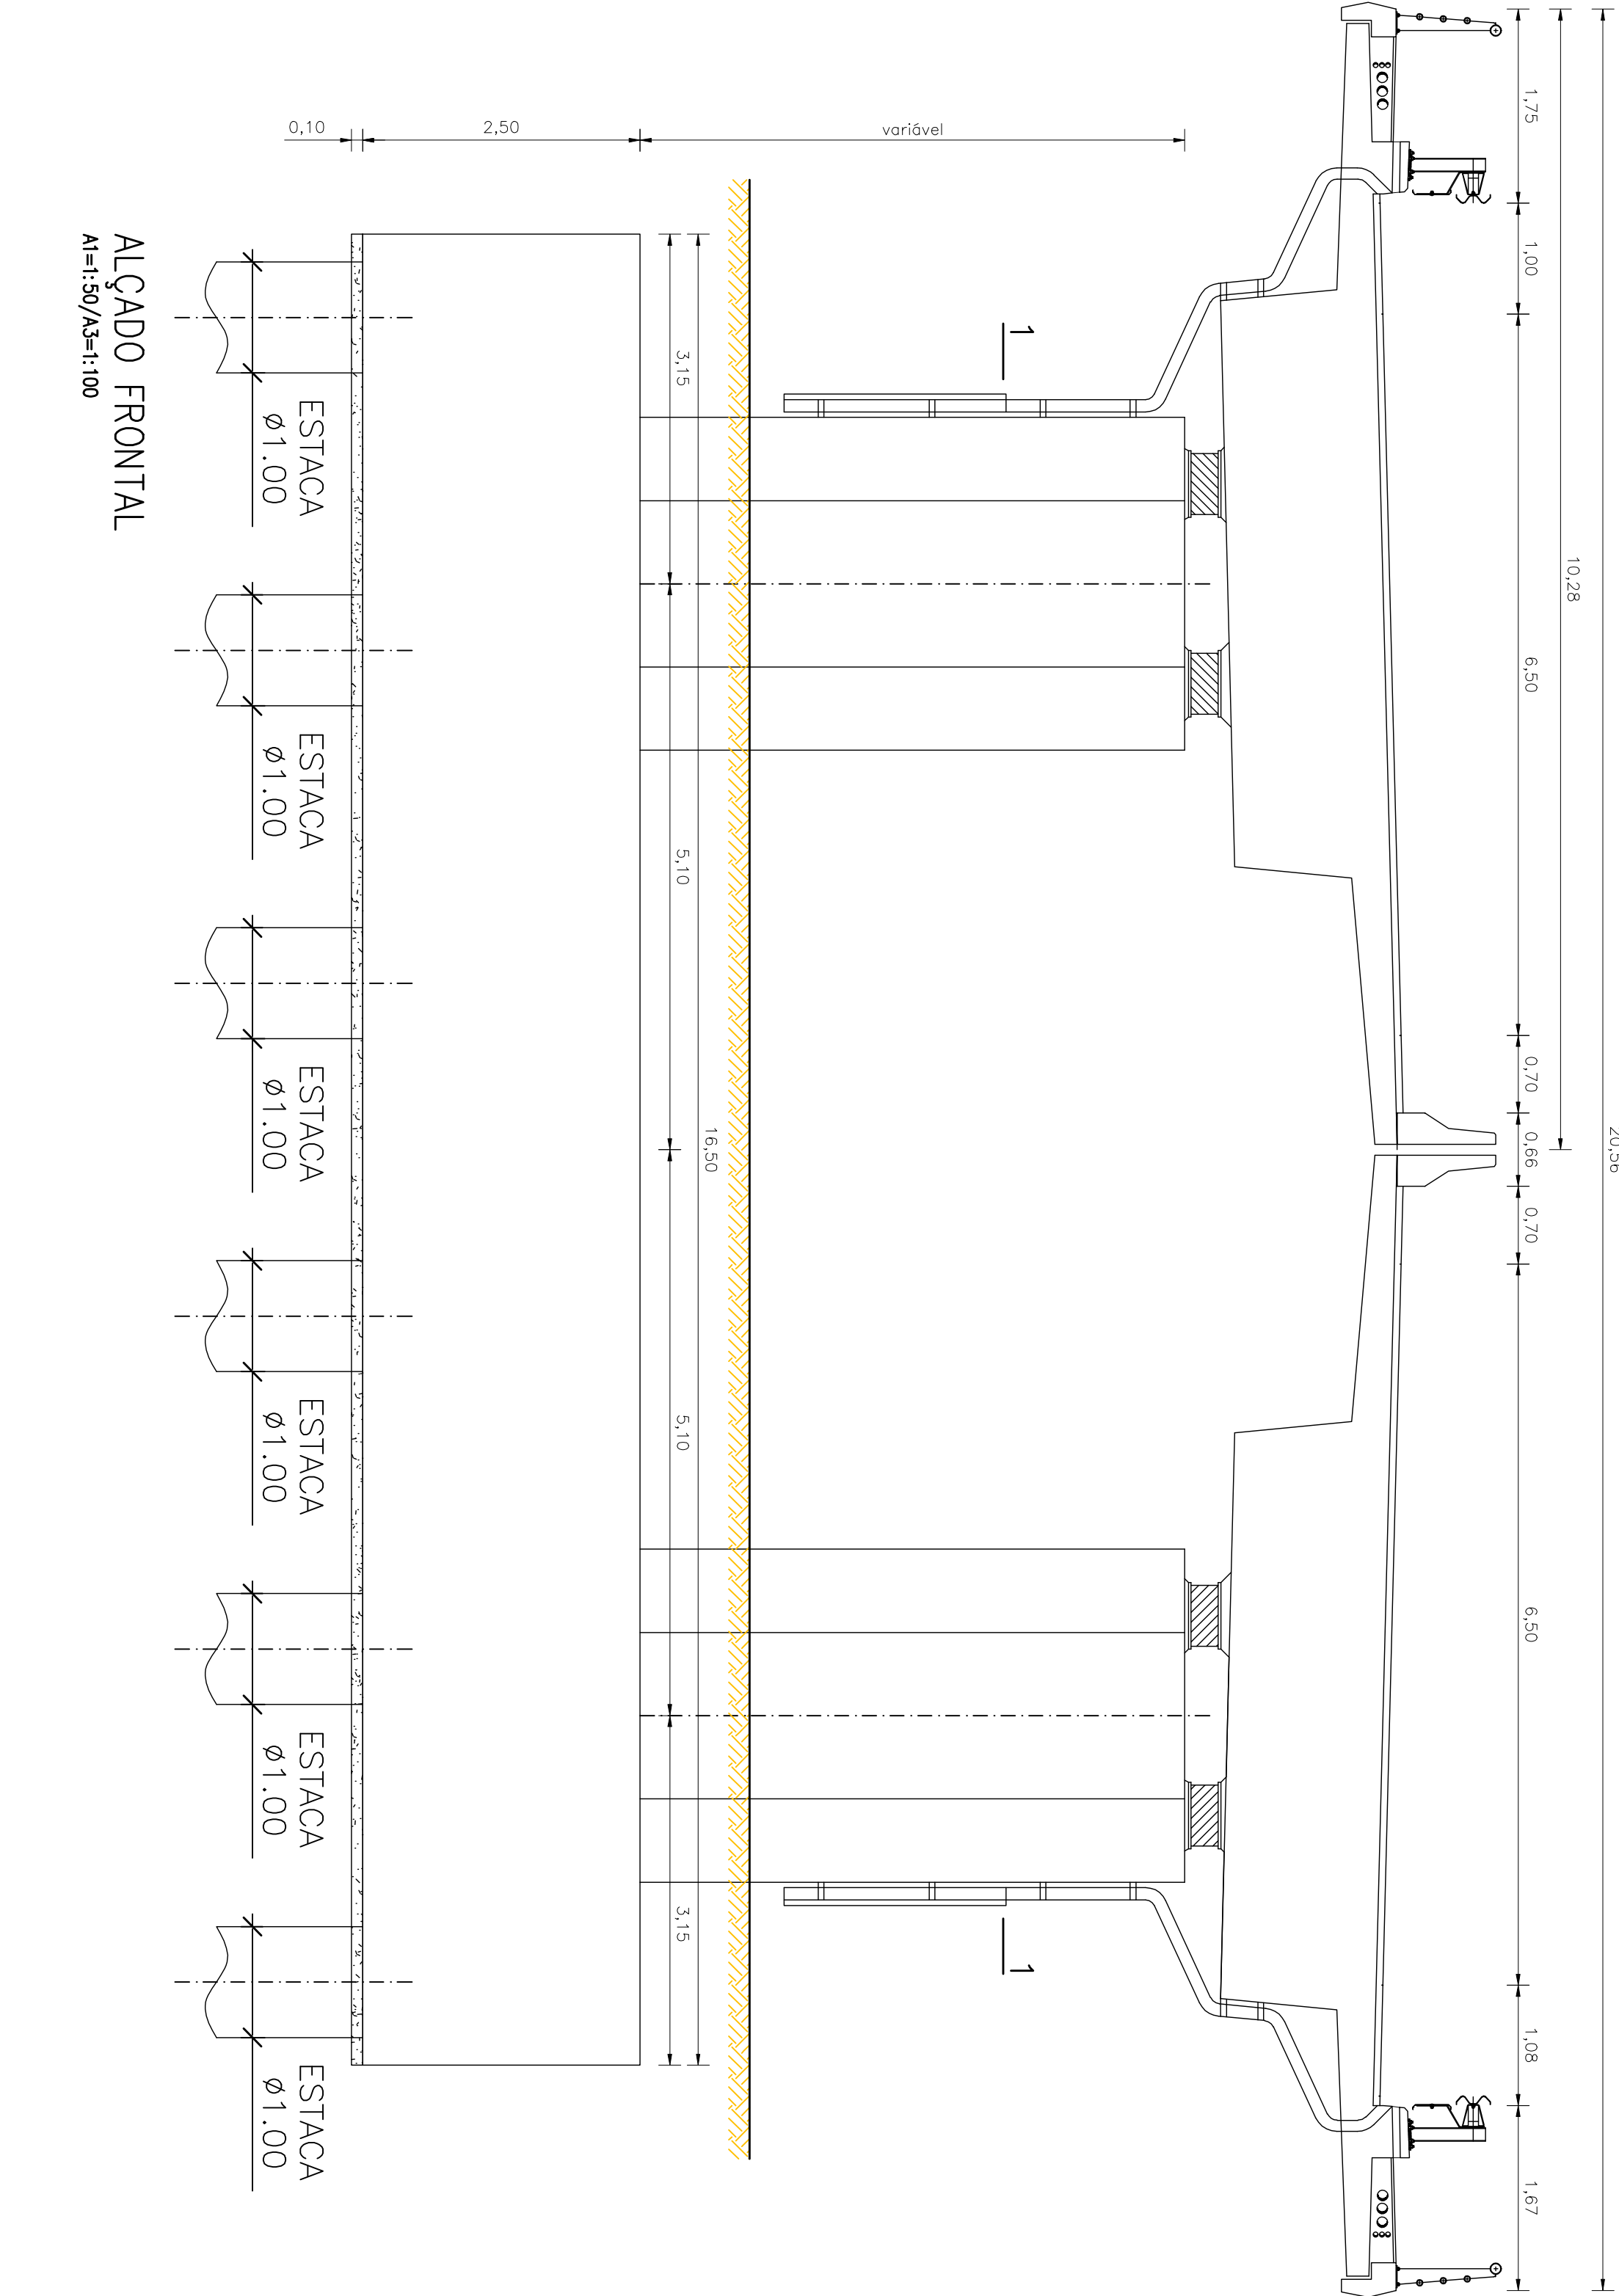 20,56
10,28
1,75
1,00
6,50
0,70
0,66
0,70
6,50
1,08
1,67
1
1
variável
2,50
0,10
16,50
3,15
5,10
5,10
3,15
ESTACA
Ø1.00
ESTACA
Ø1.00
ESTACA
Ø1.00
ESTACA
Ø1.00
ESTACA
Ø1.00
ESTACA
Ø1.00
ALÇADO FRONTAL
A1=1:50/A3=1:100